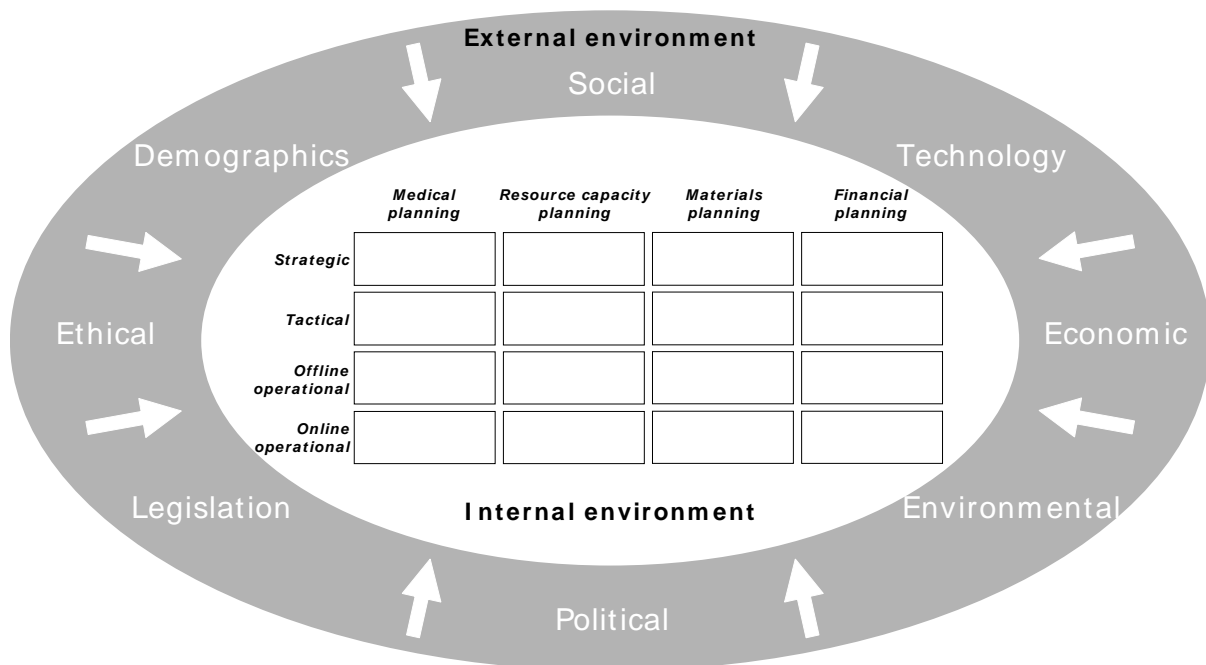 External environment
Social
Demographics
Technology
Medical planning
Resource capacity planning
Materials planning
Financial planning
Strategic
Tactical
Ethical
Economic
Offline operational
Online operational
Legislation
Internal environment
Environmental
Political